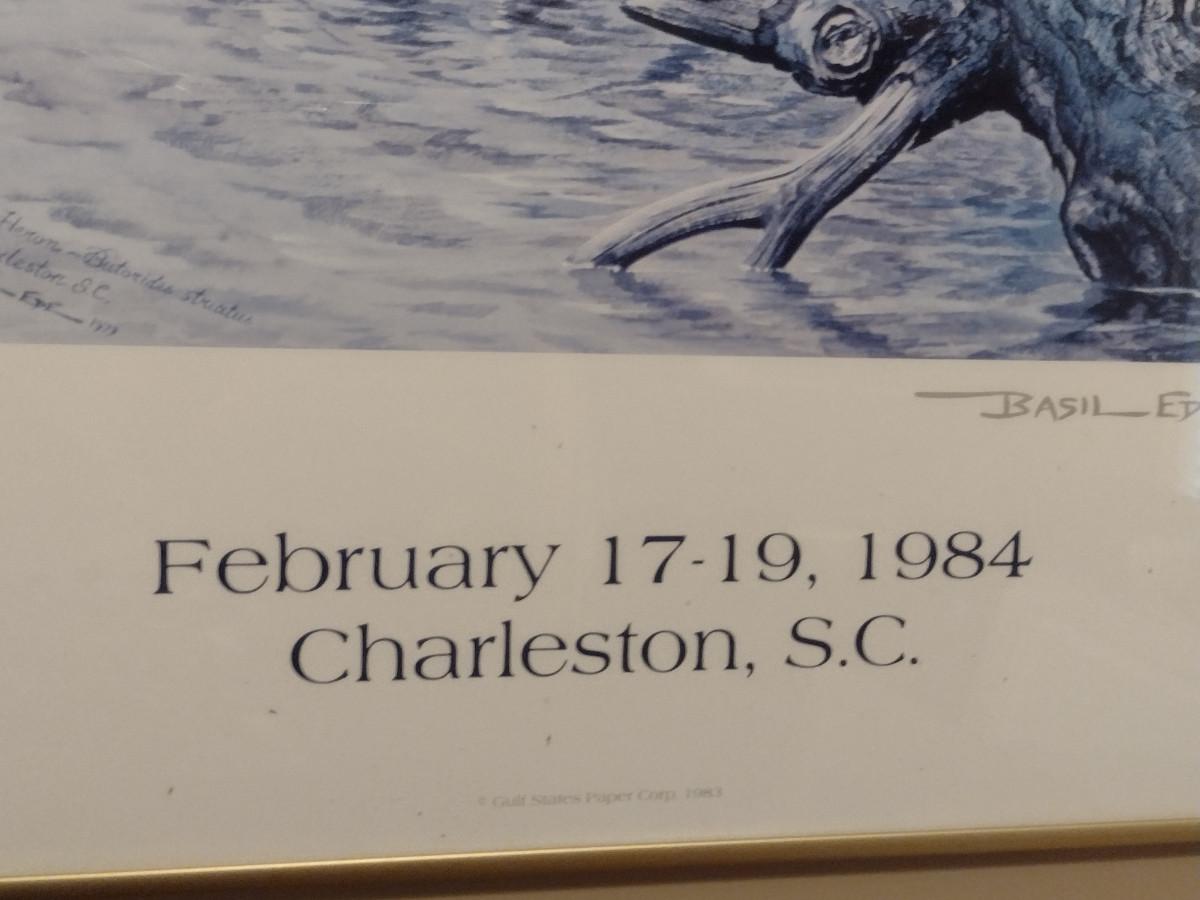 Heron - Butorides striatus
leston S.C.
1979
BASIL ED
February 17-19, 1984
Charleston, S.C.
© Gulf States Paper Corp. 1983